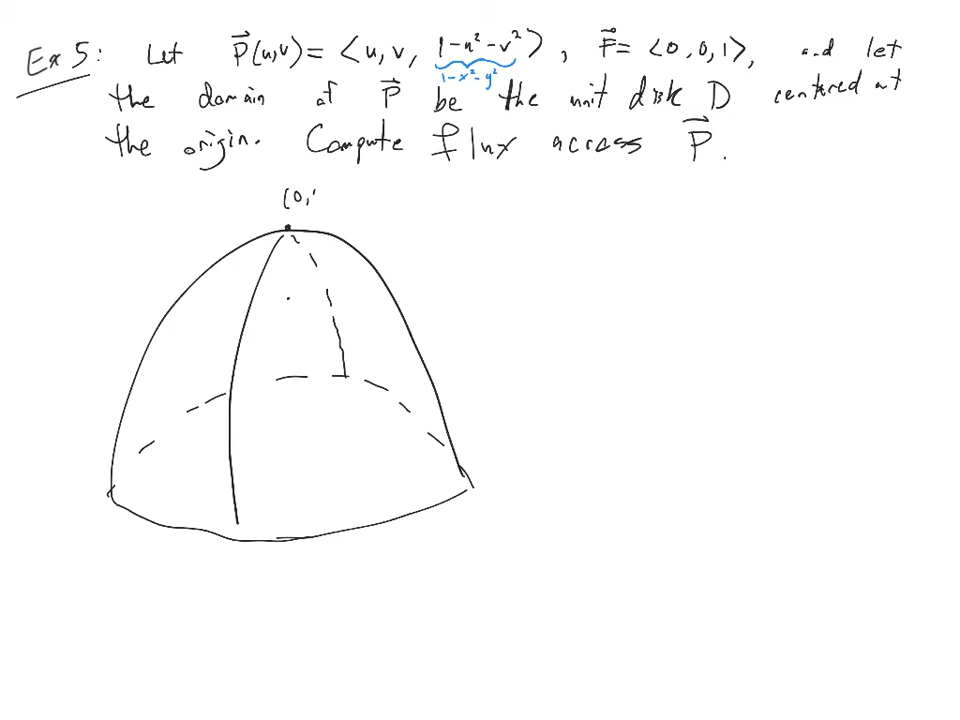 Ex 5: Let P⃗(u,v) = ⟨u, v, 1-u²-v²⟩, F⃗ = ⟨0,0,1⟩, and let
1-x²-y²
the domain of P⃗ be the unit disk D centered at
the origin. Compute flux across P⃗.
(0,